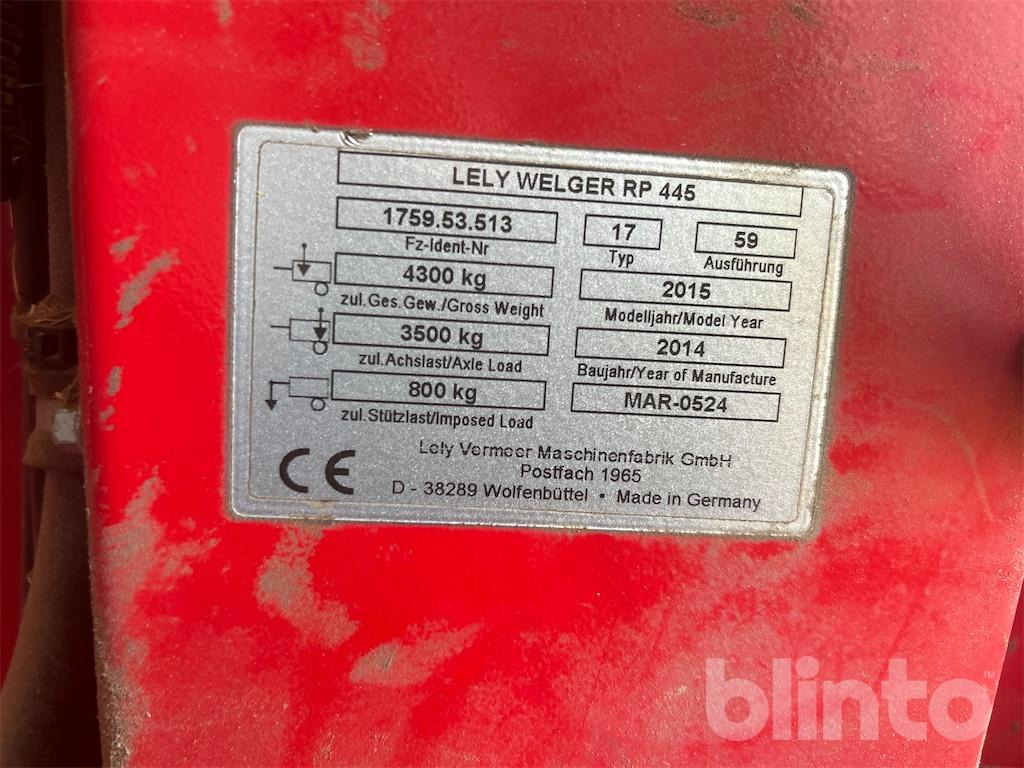 LELY WELGER RP 445
1759.53.513 17 59
Fz-Ident-Nr Typ Ausführung
4300 kg 2015
zul.Ges.Gew./Gross Weight Modelljahr/Model Year
3500 kg 2014
zul.Achslast/Axle Load Baujahr/Year of Manufacture
800 kg MAR-0524
zul.Stützlast/Imposed Load
Lely Vermeer Maschinenfabrik GmbH
Postfach 1965
CE D - 38289 Wolfenbüttel • Made in Germany
blinto